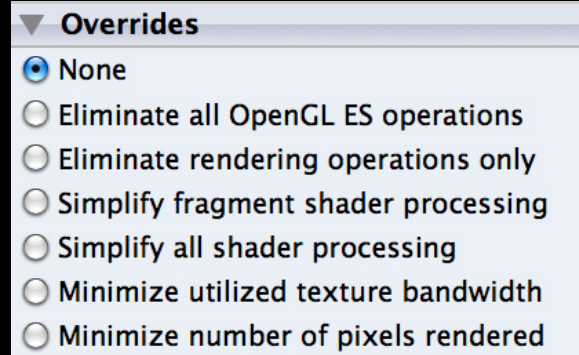 Overrides
None
Eliminate all OpenGL ES operations
Eliminate rendering operations only
Simplify fragment shader processing
Simplify all shader processing
Minimize utilized texture bandwidth
Minimize number of pixels rendered